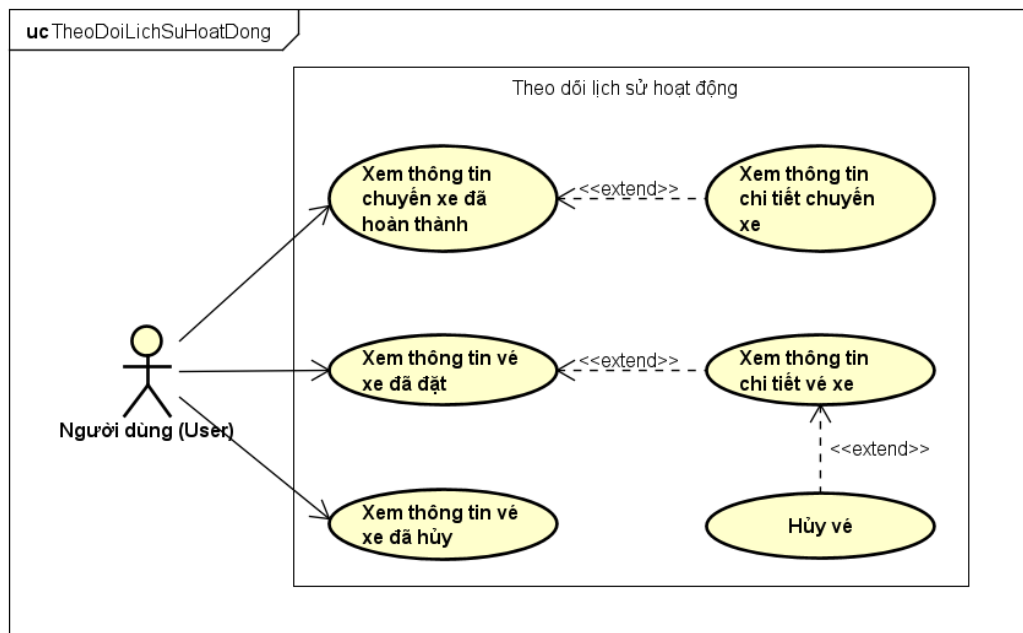 uc TheoDoiLichSuHoatDong
Theo dõi lịch sử hoạt động
Xem thông tin
chuyến xe đã
hoàn thành
<<extend>>
Xem thông tin
chi tiết chuyến
xe
Xem thông tin vé
xe đã đặt
<<extend>>
Xem thông tin
chi tiết vé xe
Người dùng (User)
<<extend>>
Xem thông tin vé
xe đã hủy
Hủy vé